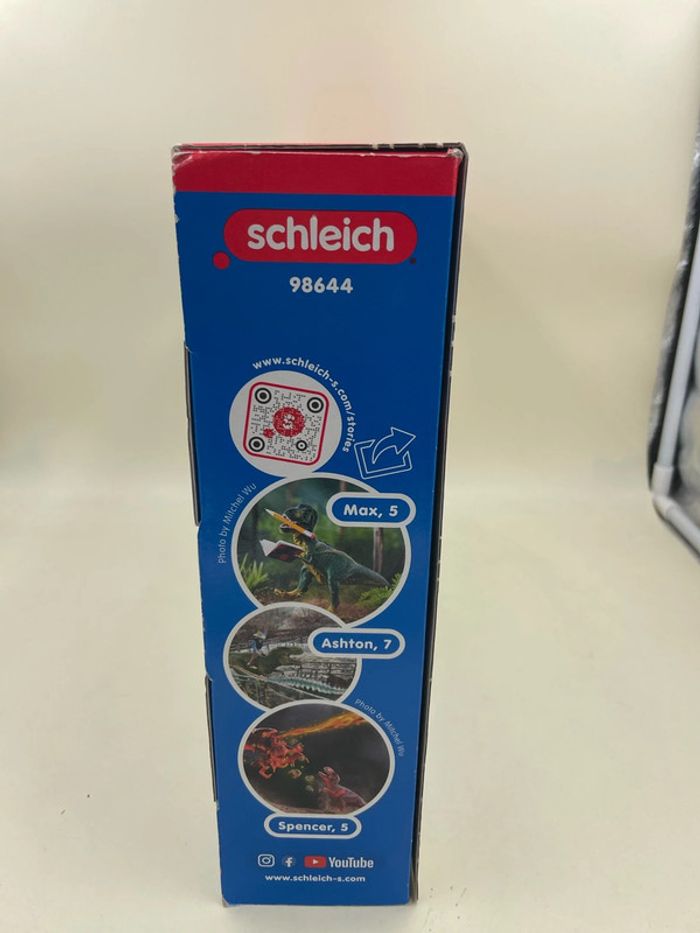 schleich
98644
www.schleich-s.com/stories
Photo by Mitchel Wu
Max, 5
Ashton, 7
Photo by Mitchel Wu
Spencer, 5
YouTube
www.schleich-s.com